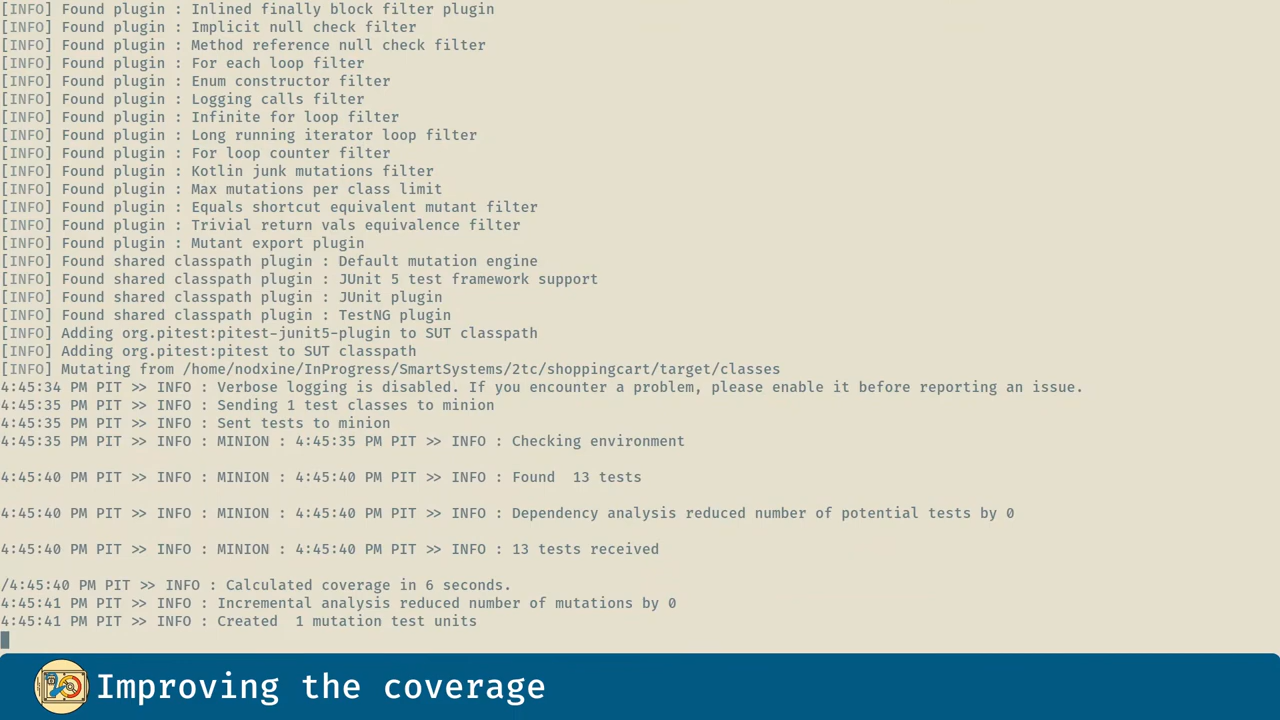 [INFO] Found plugin : Inlined finally block filter plugin
[INFO] Found plugin : Implicit null check filter
[INFO] Found plugin : Method reference null check filter
[INFO] Found plugin : For each loop filter
[INFO] Found plugin : Enum constructor filter
[INFO] Found plugin : Logging calls filter
[INFO] Found plugin : Infinite for loop filter
[INFO] Found plugin : Long running iterator loop filter
[INFO] Found plugin : For loop counter filter
[INFO] Found plugin : Kotlin junk mutations filter
[INFO] Found plugin : Max mutations per class limit
[INFO] Found plugin : Equals shortcut equivalent mutant filter
[INFO] Found plugin : Trivial return vals equivalence filter
[INFO] Found plugin : Mutant export plugin
[INFO] Found shared classpath plugin : Default mutation engine
[INFO] Found shared classpath plugin : JUnit 5 test framework support
[INFO] Found shared classpath plugin : JUnit plugin
[INFO] Found shared classpath plugin : TestNG plugin
[INFO] Adding org.pitest:pitest-junit5-plugin to SUT classpath
[INFO] Adding org.pitest:pitest to SUT classpath
[INFO] Mutating from /home/nodxine/InProgress/SmartSystems/2tc/shoppingcart/target/classes
4:45:34 PM PIT >> INFO : Verbose logging is disabled. If you encounter a problem, please enable it before reporting an issue.
4:45:35 PM PIT >> INFO : Sending 1 test classes to minion
4:45:35 PM PIT >> INFO : Sent tests to minion
4:45:35 PM PIT >> INFO : MINION : 4:45:35 PM PIT >> INFO : Checking environment
4:45:40 PM PIT >> INFO : MINION : 4:45:40 PM PIT >> INFO : Found  13 tests
4:45:40 PM PIT >> INFO : MINION : 4:45:40 PM PIT >> INFO : Dependency analysis reduced number of potential tests by 0
4:45:40 PM PIT >> INFO : MINION : 4:45:40 PM PIT >> INFO : 13 tests received
/4:45:40 PM PIT >> INFO : Calculated coverage in 6 seconds.
4:45:41 PM PIT >> INFO : Incremental analysis reduced number of mutations by 0
4:45:41 PM PIT >> INFO : Created  1 mutation test units
Improving the coverage